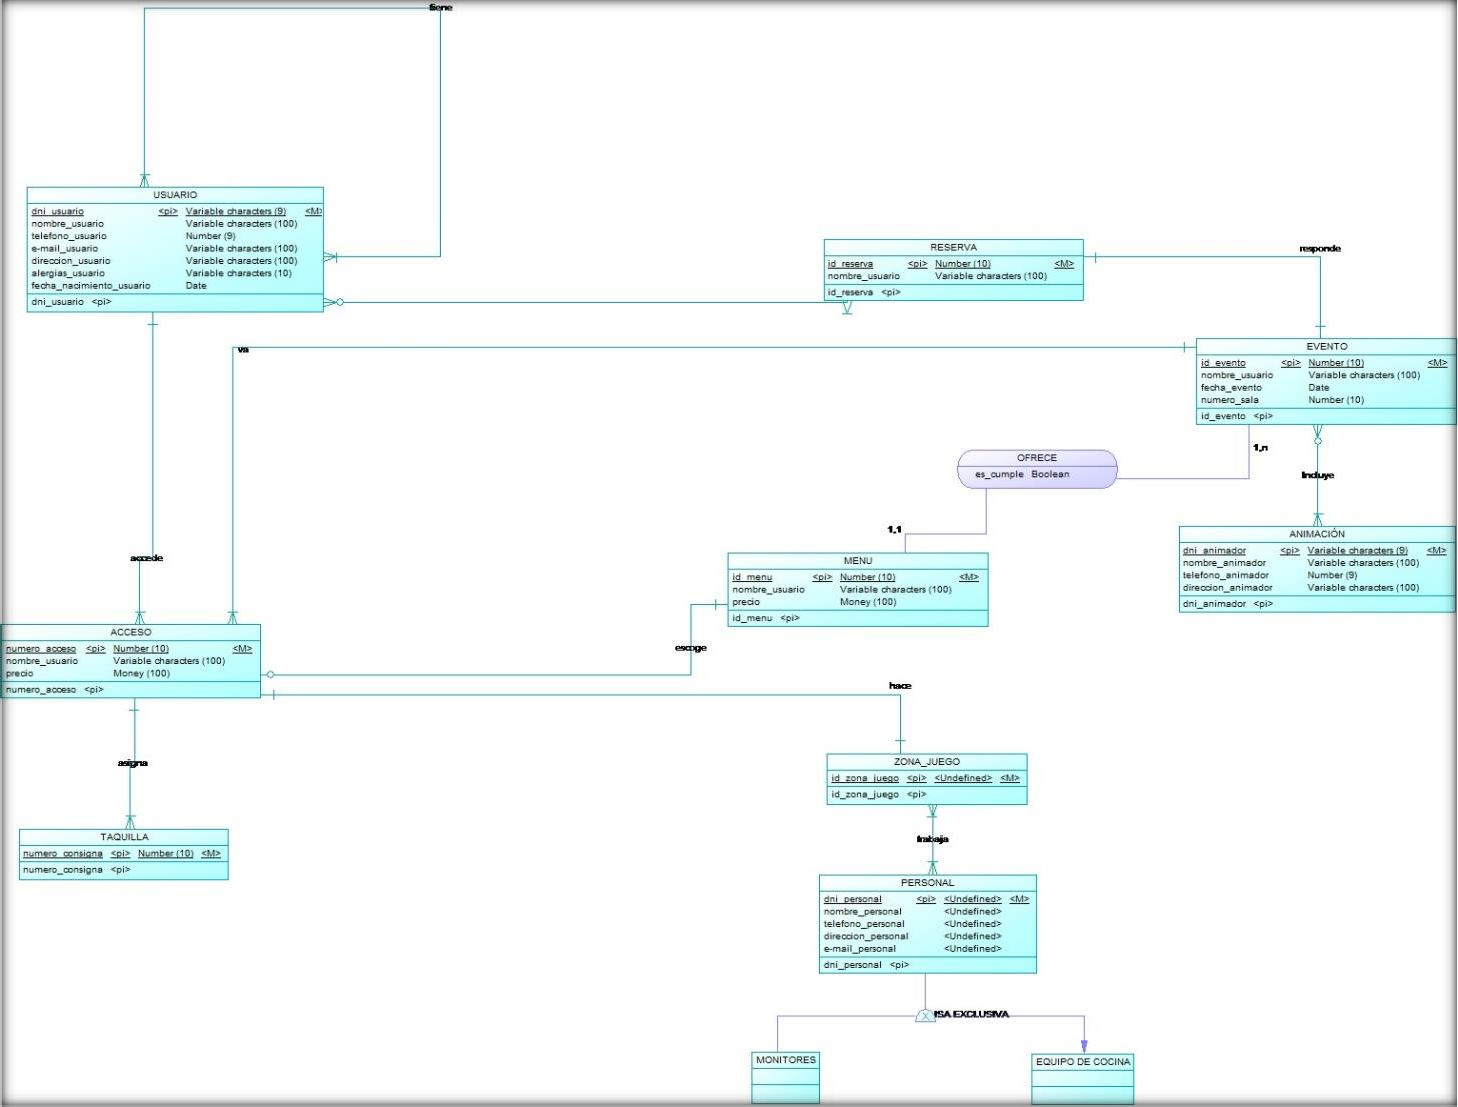 tiene
USUARIO
dni_usuario <pi> Variable characters (9) <M>
nombre_usuario Variable characters (100)
telefono_usuario Number (9)
e-mail_usuario Variable characters (100)
direccion_usuario Variable characters (100)
alergias_usuario Variable characters (10)
fecha_nacimiento_usuario Date
dni_usuario <pi>
RESERVA
id_reserva <pi> Number (10) <M>
nombre_usuario Variable characters (100)
id_reserva <pi>
responde
va
EVENTO
id_evento <pi> Number (10) <M>
nombre_usuario Variable characters (100)
fecha_evento Date
numero_sala Number (10)
id_evento <pi>
1,n
OFRECE
es_cumple Boolean
Incluye
1,1
ANIMACIÓN
dni_animador <pi> Variable characters (9) <M>
nombre_animador Variable characters (100)
telefono_animador Number (9)
direccion_animador Variable characters (100)
dni_animador <pi>
accede
MENU
id_menu <pi> Number (10) <M>
nombre_usuario Variable characters (100)
precio Money (100)
id_menu <pi>
ACCESO
numero_acceso <pi> Number (10) <M>
nombre_usuario Variable characters (100)
precio Money (100)
numero_acceso <pi>
escoge
hace
asigna
ZONA_JUEGO
id_zona_juego <pi> <Undefined> <M>
id_zona_juego <pi>
TAQUILLA
numero_consigna <pi> Number (10) <M>
numero_consigna <pi>
trabaja
PERSONAL
dni_personal <pi> <Undefined> <M>
nombre_personal <Undefined>
telefono_personal <Undefined>
direccion_personal <Undefined>
e-mail_personal <Undefined>
dni_personal <pi>
ISA EXCLUSIVA
MONITORES
EQUIPO DE COCINA